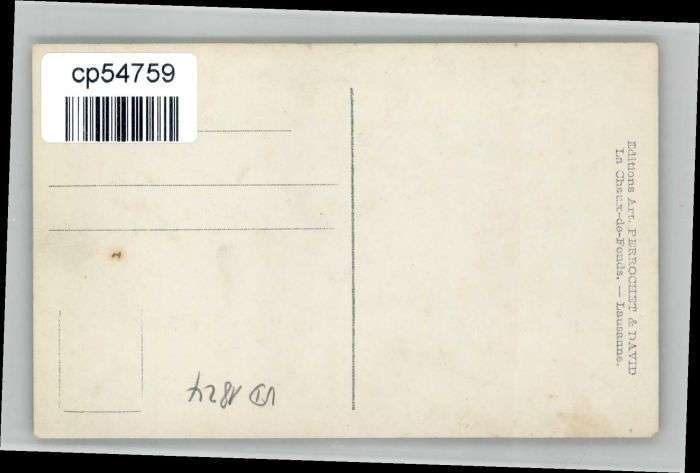 cp54759
Editions Art. PERROCHET & DAVID
La Chaux-de-Fonds. — Lausanne.
VD 1824